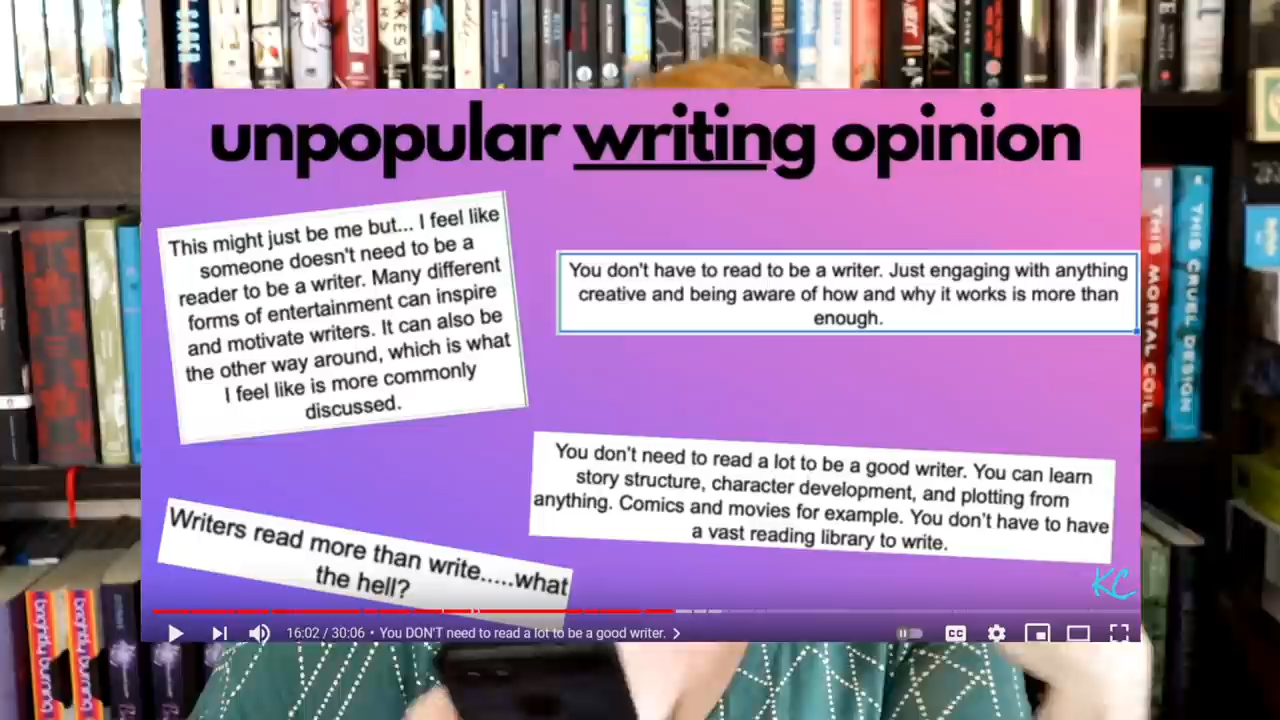 unpopular writing opinion
This might just be me but... I feel like
someone doesn't need to be a
reader to be a writer. Many different
forms of entertainment can inspire
and motivate writers. It can also be
the other way around, which is what
I feel like is more commonly
discussed.
You don't have to read to be a writer. Just engaging with anything
creative and being aware of how and why it works is more than
enough.
You don't need to read a lot to be a good writer. You can learn
story structure, character development, and plotting from
anything. Comics and movies for example. You don't have to have
a vast reading library to write.
Writers read more than write.....what
the hell?
KC
16:02 / 30:06 • You DON'T need to read a lot to be a good writer.
CC
THIS MORTAL COIL
THIS CRUEL DESIGN
brightly burning
brightly burning